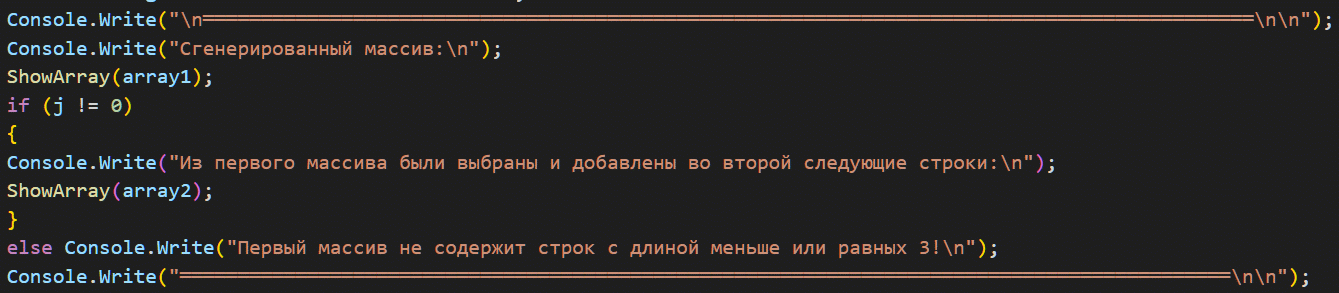 Console.Write("\n═══════════════════════════════════════════════════════════════════════════════════════════\n\n");
Console.Write("Сгенерированный массив:\n");
ShowArray(array1);
if (j != 0)
{
Console.Write("Из первого массива были выбраны и добавлены во второй следующие строки:\n");
ShowArray(array2);
}
else Console.Write("Первый массив не содержит строк с длиной меньше или равных 3!\n");
Console.Write("═══════════════════════════════════════════════════════════════════════════════════════════\n\n");